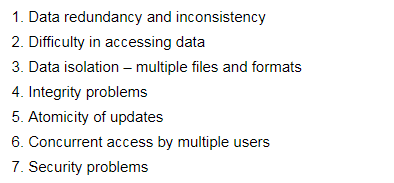 1. Data redundancy and inconsistency
2. Difficulty in accessing data
3. Data isolation – multiple files and formats
4. Integrity problems
5. Atomicity of updates
6. Concurrent access by multiple users
7. Security problems